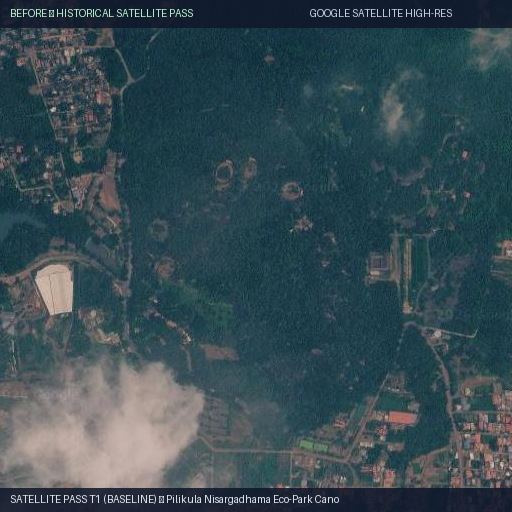 BEFORE □ HISTORICAL SATELLITE PASS
GOOGLE SATELLITE HIGH-RES
SATELLITE PASS T1 (BASELINE) □ Pilikula Nisargadhama Eco-Park Cano